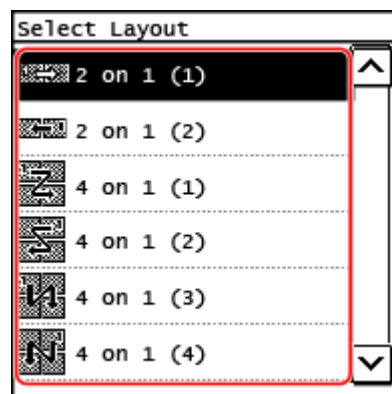 Select Layout
2 on 1 (1)
2 on 1 (2)
4 on 1 (1)
4 on 1 (2)
4 on 1 (3)
4 on 1 (4)